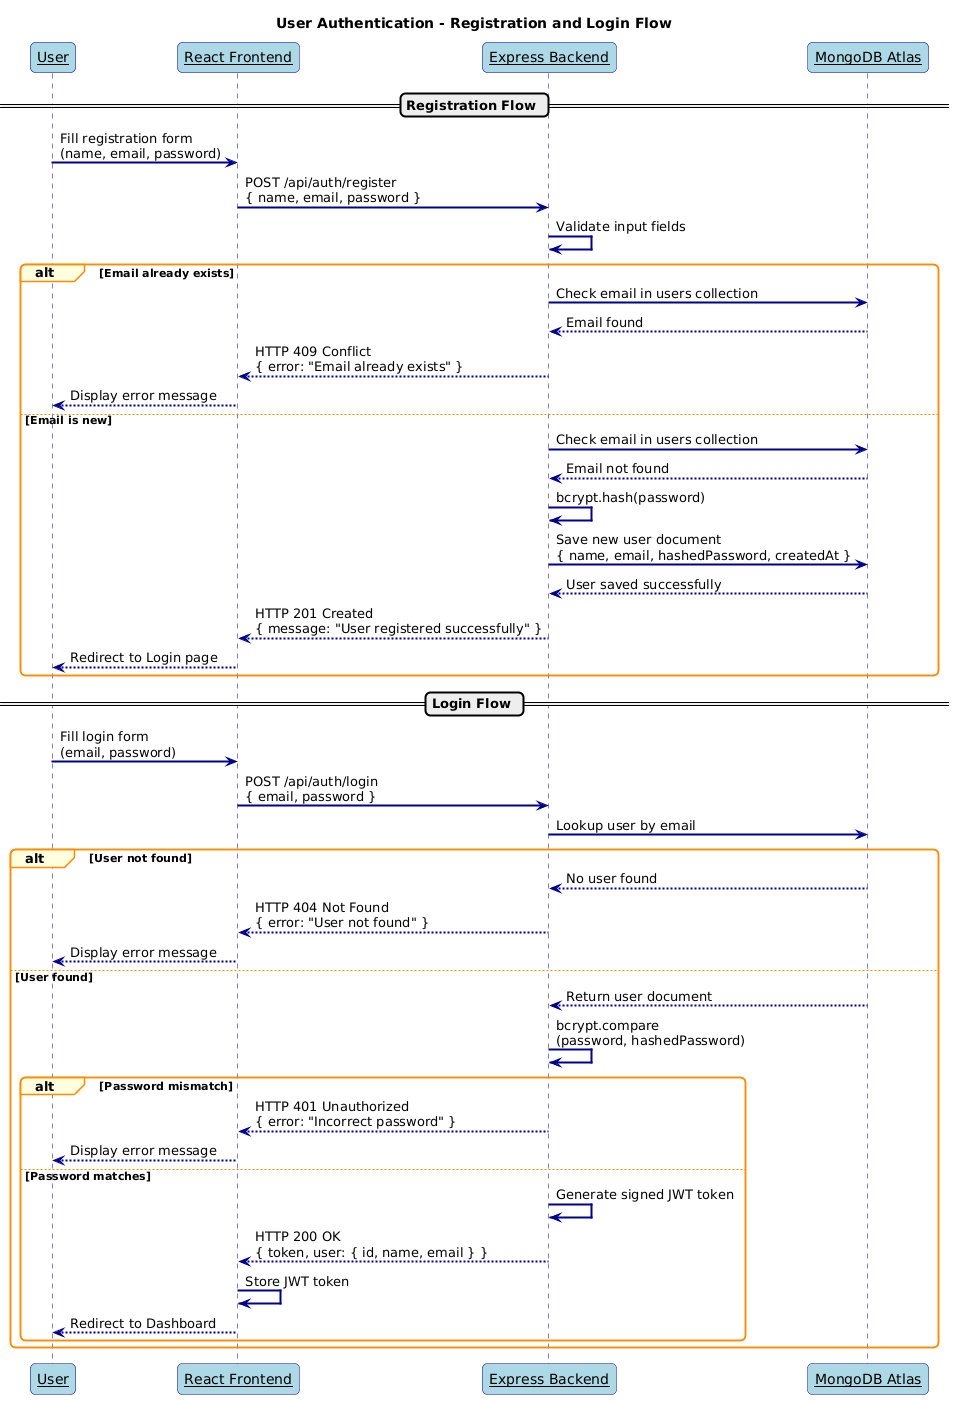 User Authentication - Registration and Login Flow
User
React Frontend
Express Backend
MongoDB Atlas
Registration Flow
Fill registration form
(name, email, password)
POST /api/auth/register
{ name, email, password }
Validate input fields
alt [Email already exists]
Check email in users collection
Email found
HTTP 409 Conflict
{ error: "Email already exists" }
Display error message
[Email is new]
Check email in users collection
Email not found
bcrypt.hash(password)
Save new user document
{ name, email, hashedPassword, createdAt }
User saved successfully
HTTP 201 Created
{ message: "User registered successfully" }
Redirect to Login page
Login Flow
Fill login form
(email, password)
POST /api/auth/login
{ email, password }
Lookup user by email
alt [User not found]
No user found
HTTP 404 Not Found
{ error: "User not found" }
Display error message
[User found]
Return user document
bcrypt.compare
(password, hashedPassword)
alt [Password mismatch]
HTTP 401 Unauthorized
{ error: "Incorrect password" }
Display error message
[Password matches]
Generate signed JWT token
HTTP 200 OK
{ token, user: { id, name, email } }
Store JWT token
Redirect to Dashboard
User
React Frontend
Express Backend
MongoDB Atlas